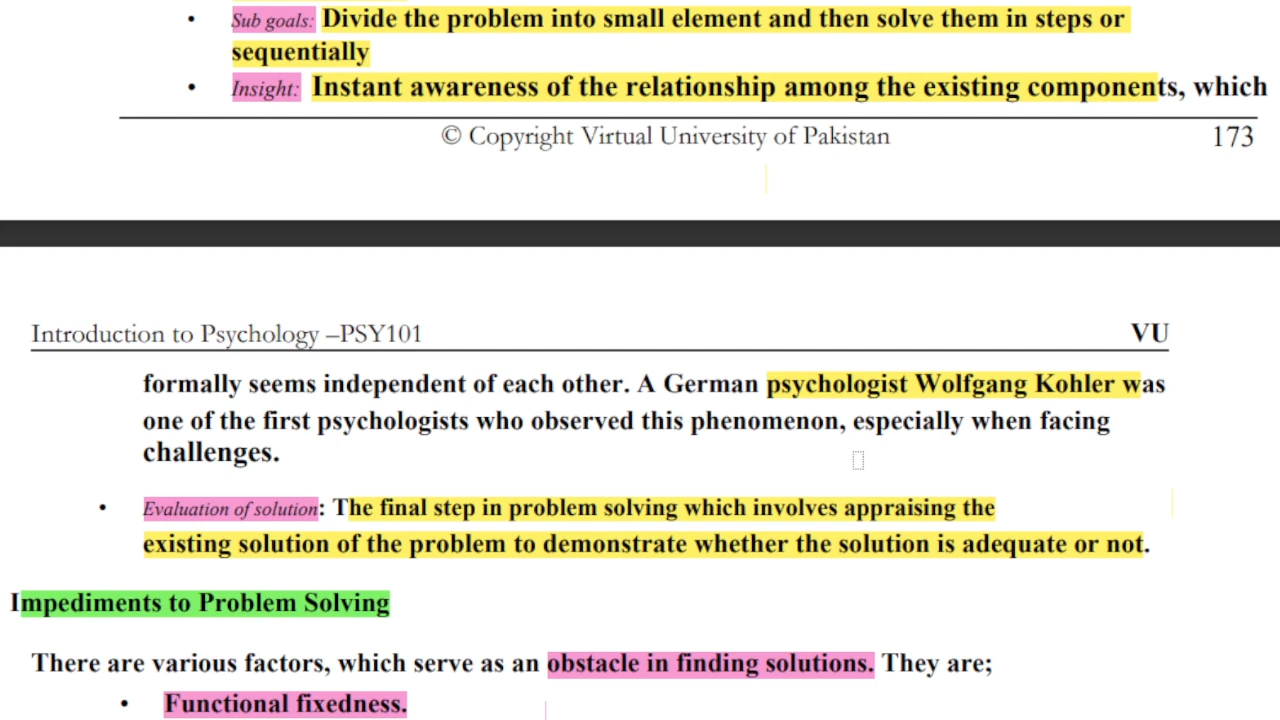 • Sub goals: Divide the problem into small element and then solve them in steps or
sequentially
• Insight: Instant awareness of the relationship among the existing components, which
© Copyright Virtual University of Pakistan 173
Introduction to Psychology –PSY101 VU
formally seems independent of each other. A German psychologist Wolfgang Kohler was
one of the first psychologists who observed this phenomenon, especially when facing
challenges.
• Evaluation of solution: The final step in problem solving which involves appraising the
existing solution of the problem to demonstrate whether the solution is adequate or not.
Impediments to Problem Solving
There are various factors, which serve as an obstacle in finding solutions. They are;
• Functional fixedness.